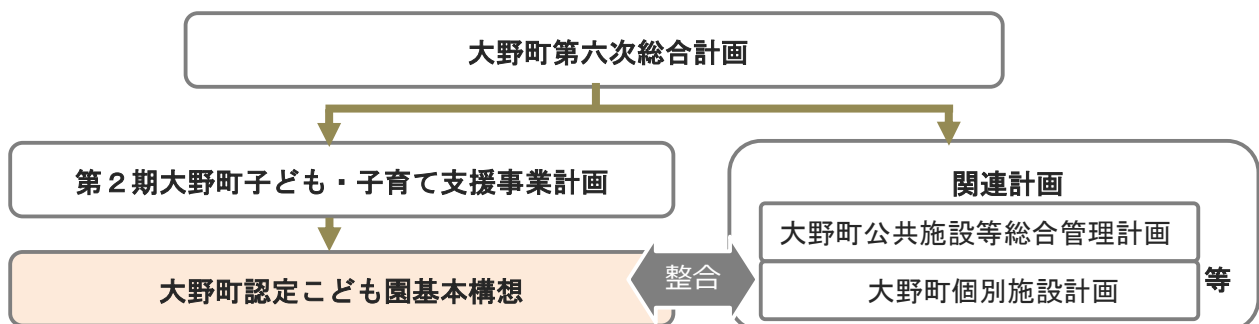 大野町第六次総合計画
第２期大野町子ども・子育て支援事業計画
大野町認定こども園基本構想
整合
関連計画
大野町公共施設等総合管理計画
大野町個別施設計画
等